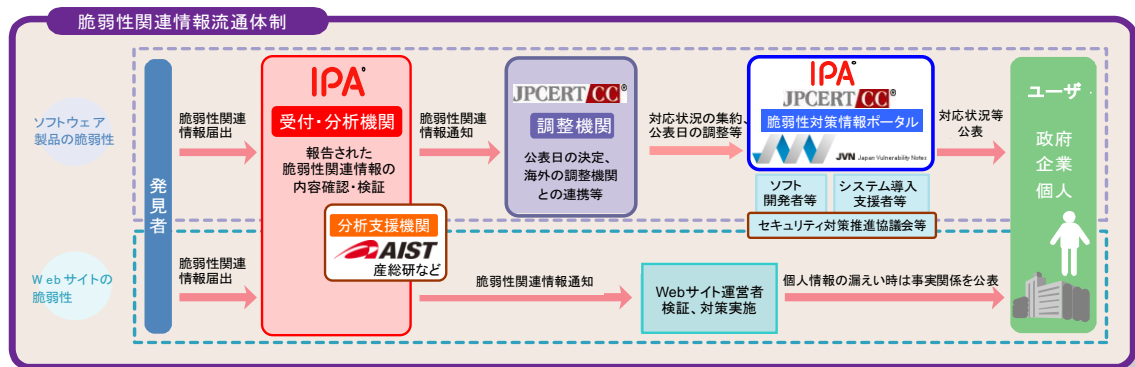 脆弱性関連情報流通体制
ソフトウェア
製品の脆弱性
Webサイトの
脆弱性
発見者
脆弱性関連
情報届出
脆弱性関連
情報届出
IPA
受付・分析機関
報告された
脆弱性関連情報の
内容確認・検証
分析支援機関
AIST
産総研など
脆弱性関連
情報通知
JPCERT CC®
調整機関
公表日の決定、
海外の調整機関
との連携等
対応状況の集約、
公表日の調整等
IPA
JPCERT CC®
脆弱性対策情報ポータル
JVN Japan Vulnerability Notes
ソフト
開発者等
システム導入
支援者等
セキュリティ対策推進協議会等
対応状況等
公表
脆弱性関連情報通知
Webサイト運営者
検証、対策実施
個人情報の漏えい時は事実関係を公表
ユーザ
政府
企業
個人